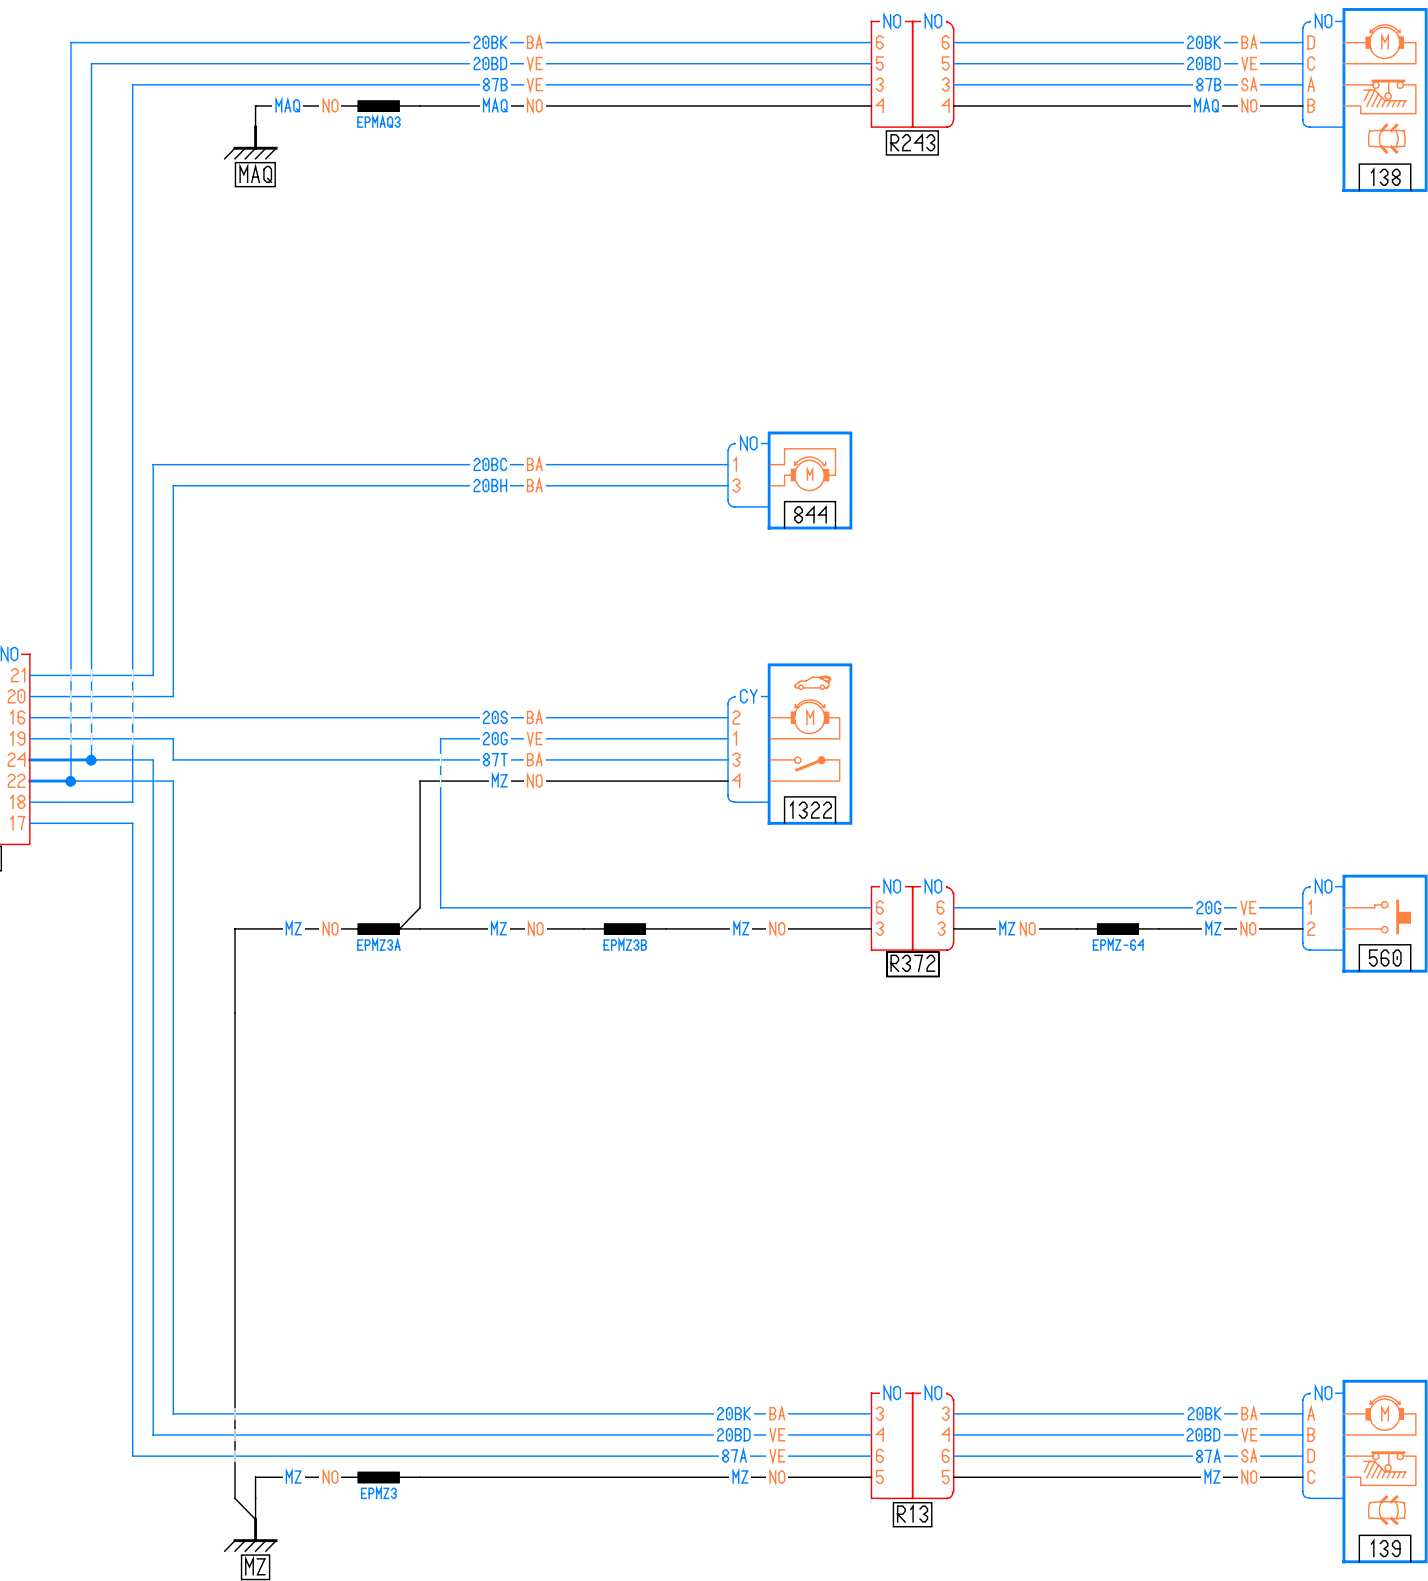 NO NO NO
20BK BA 6 6 20BK BA D M
20BD VE 5 5 20BD VE C
87B VE 3 3 87B SA A
MAQ NO MAQ NO 4 4 MAQ NO B
EPMAQ3
R243
MAQ 138
NO
20BC BA 1 M
20BH BA 3
844
NO
21
20 CY
16 20S BA 2 M
19 20G VE 1
24 87T BA 3
22 MZ NO 4
18 1322
17
NO NO NO
6 6 20G VE 1
MZ NO MZ NO MZ NO 3 3 MZ NO MZ NO 2
EPMZ3A EPMZ3B EPMZ-64
R372 560
NO NO NO
20BK BA 3 3 20BK BA A M
20BD VE 4 4 20BD VE B
87A VE 6 6 87A SA D
MZ NO MZ NO 5 5 MZ NO C
EPMZ3
R13
139
MZ